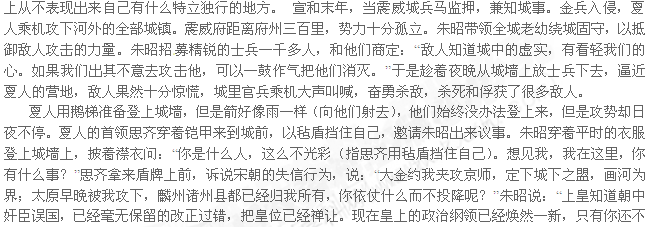 上从不表现出来自己有什么特立独行的地方。 宣和末年，当震威城兵马监押，兼知城事。金兵入侵，夏
人乘机攻下河外的全部城镇。震威府距离府州三百里，势力十分孤立。朱昭带领全城老幼绕城固守，以抵
御敌人攻击的力量。朱昭招募精锐的士兵一千多人，和他们商定：“敌人知道城中的虚实，有看轻我们的
心。如果我们出其不意去攻击他，可以一鼓作气把他们消灭。”于是趁着夜晚从城墙上放士兵下去，逼近
夏人的营地，敌人果然十分惊慌，城里官兵乘机大声叫喊，奋勇杀敌，杀死和俘获了很多敌人。
夏人用鹅梯准备登上城墙，但是箭好像雨一样（向他们射去），他们始终没办法登上来，但是攻势却日
夜不停。夏人的首领思齐穿着铠甲来到城前，以毡盾挡住自己，邀请朱昭出来议事。朱昭穿着平时的衣服
登上城墙上，披着襟衣问：“你是什么人，这么不光彩（指思齐用毡盾挡住自己）。想见我，我在这里，你
有什么事？”思齐拿来盾牌上前，诉说宋朝的失信行为，说：“大金约我夹攻京师，定下城下之盟，画河为
界；太原早晚被我攻下，麟州诸州县都已经归我所有，你依仗什么而不投降呢？”朱昭说：“上皇知道朝中
奸臣误国，已经毫无保留的改正过错，把皇位已经禅让。现在皇上的政治纲领已经焕然一新，只有你还不